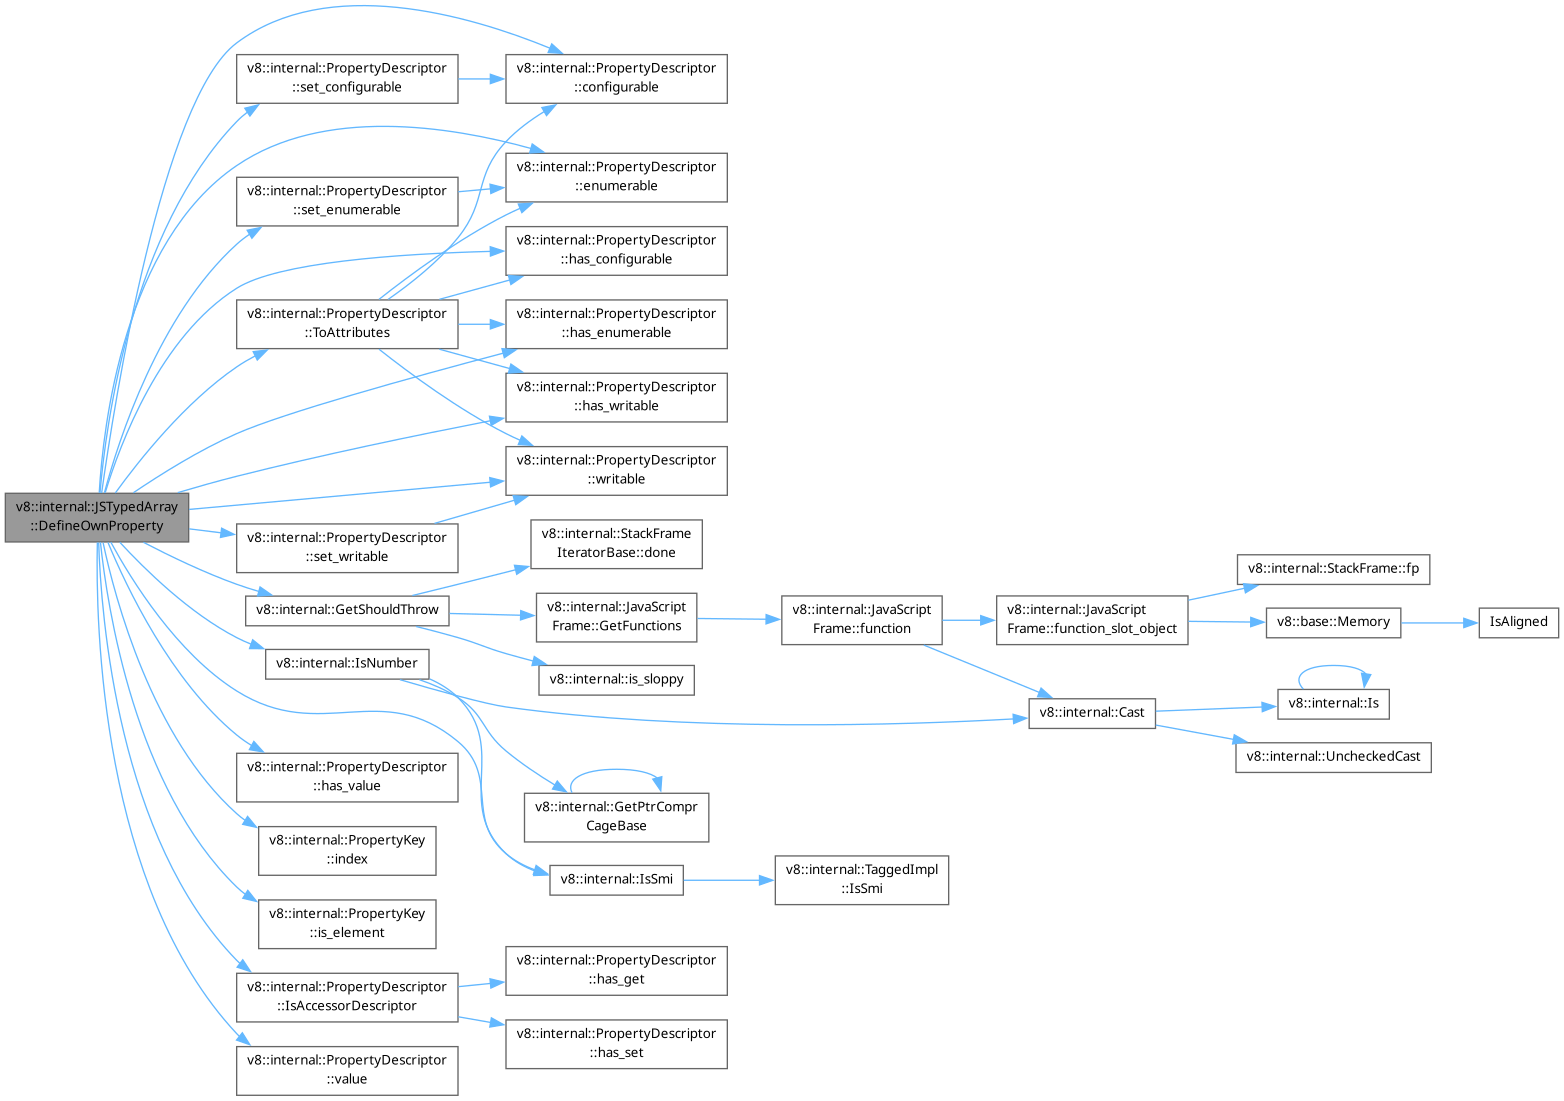 v8::internal::JSTypedArray
::DefineOwnProperty
v8::internal::PropertyDescriptor
::set_configurable
v8::internal::PropertyDescriptor
::configurable
v8::internal::PropertyDescriptor
::set_enumerable
v8::internal::PropertyDescriptor
::enumerable
v8::internal::PropertyDescriptor
::has_configurable
v8::internal::PropertyDescriptor
::ToAttributes
v8::internal::PropertyDescriptor
::has_enumerable
v8::internal::PropertyDescriptor
::has_writable
v8::internal::PropertyDescriptor
::writable
v8::internal::PropertyDescriptor
::set_writable
v8::internal::StackFrame
IteratorBase::done
v8::internal::GetShouldThrow
v8::internal::JavaScript
Frame::GetFunctions
v8::internal::JavaScript
Frame::function
v8::internal::JavaScript
Frame::function_slot_object
v8::internal::StackFrame::fp
v8::base::Memory
IsAligned
v8::internal::IsNumber
v8::internal::is_sloppy
v8::internal::Cast
v8::internal::Is
v8::internal::UncheckedCast
v8::internal::PropertyDescriptor
::has_value
v8::internal::GetPtrCompr
CageBase
v8::internal::PropertyKey
::index
v8::internal::IsSmi
v8::internal::TaggedImpl
::IsSmi
v8::internal::PropertyKey
::is_element
v8::internal::PropertyDescriptor
::IsAccessorDescriptor
v8::internal::PropertyDescriptor
::has_get
v8::internal::PropertyDescriptor
::has_set
v8::internal::PropertyDescriptor
::value